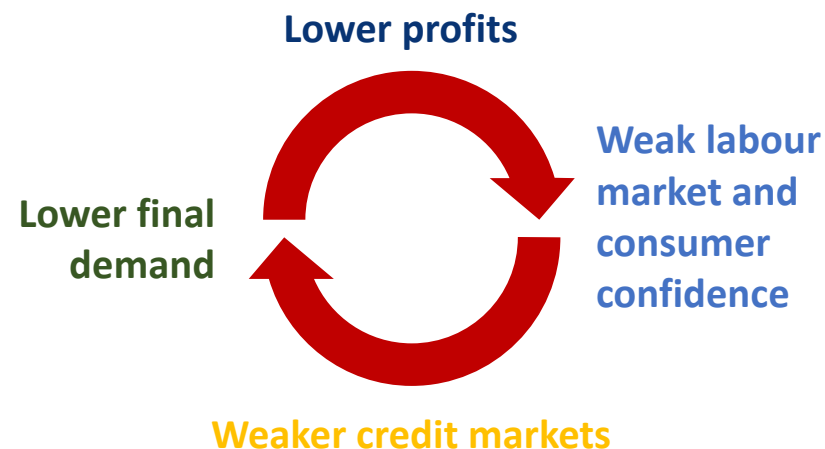 Lower profits
Weak labour
market and
consumer
confidence
Lower final
demand
Weaker credit markets